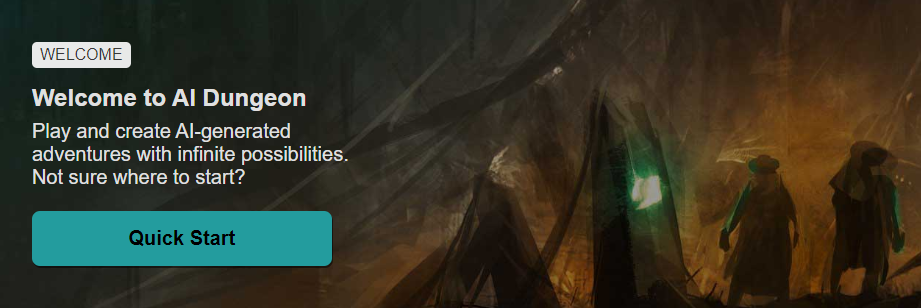 WELCOME
Welcome to AI Dungeon
Play and create AI-generated
adventures with infinite possibilities.
Not sure where to start?
Quick Start